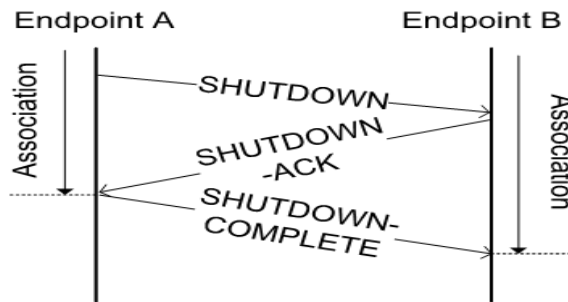 Endpoint A
Endpoint B
Association
SHUTDOWN
SHUTDOWN
-ACK
SHUTDOWN-
COMPLETE
Association